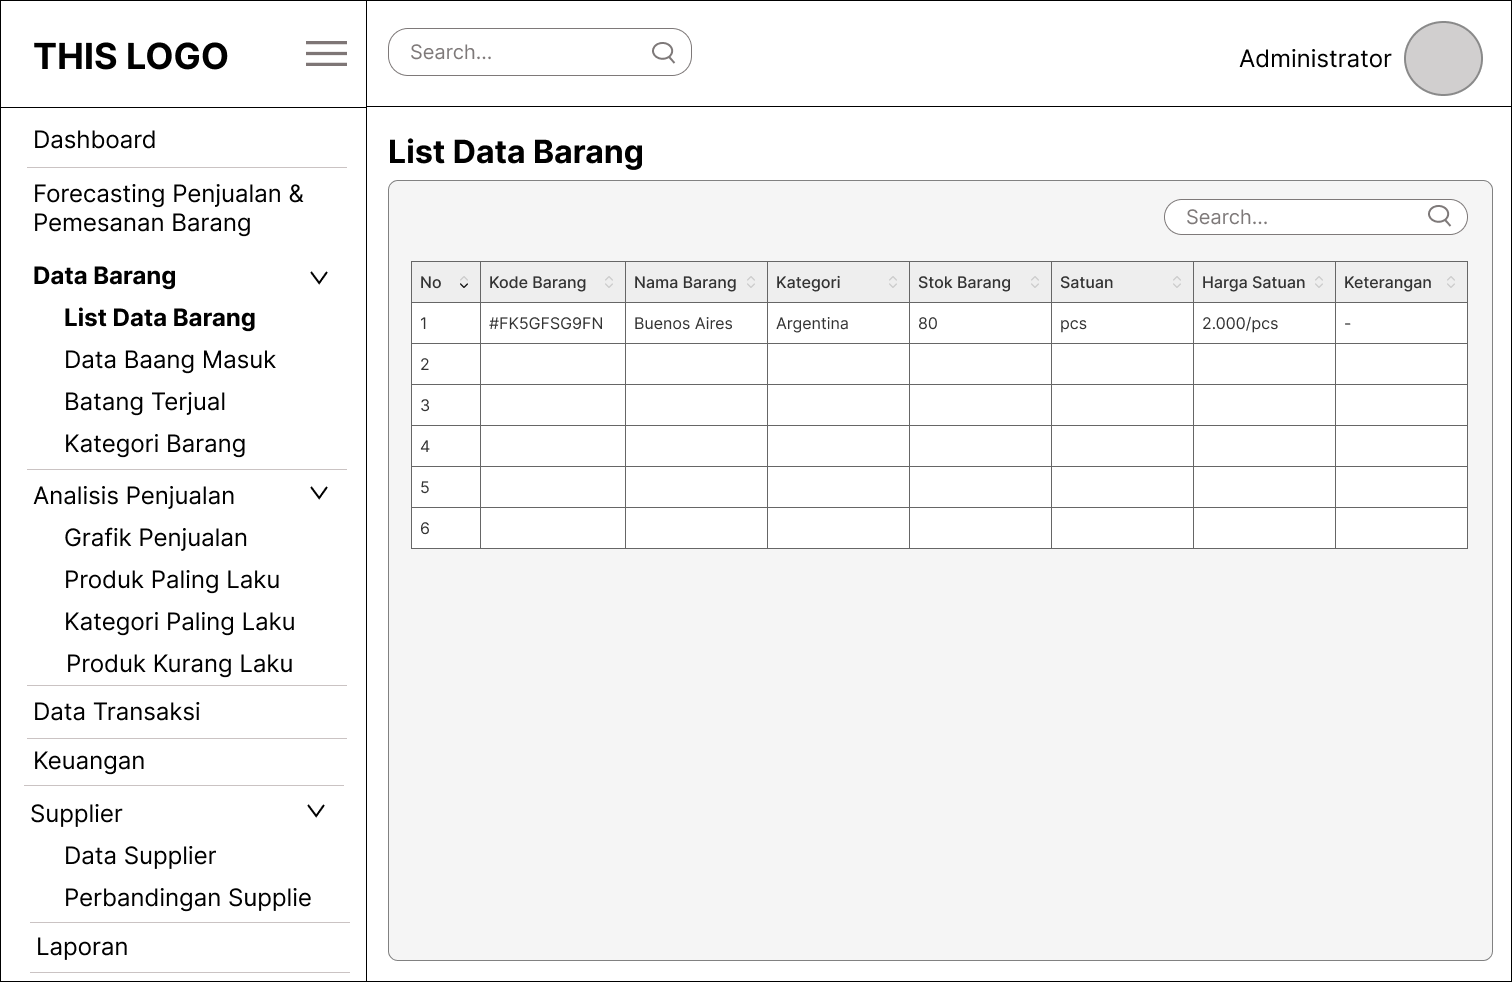 THIS LOGO
Search...
Administrator
Dashboard
Forecasting Penjualan &
Pemesanan Barang
Data Barang
List Data Barang
Data Baang Masuk
Batang Terjual
Kategori Barang
Analisis Penjualan
Grafik Penjualan
Produk Paling Laku
Kategori Paling Laku
Produk Kurang Laku
Data Transaksi
Keuangan
Supplier
Data Supplier
Perbandingan Supplie
Laporan
List Data Barang
Search...
No Kode Barang Nama Barang Kategori Stok Barang Satuan Harga Satuan Keterangan
1 #FK5GFSG9FN Buenos Aires Argentina 80 pcs 2.000/pcs -
2
3
4
5
6